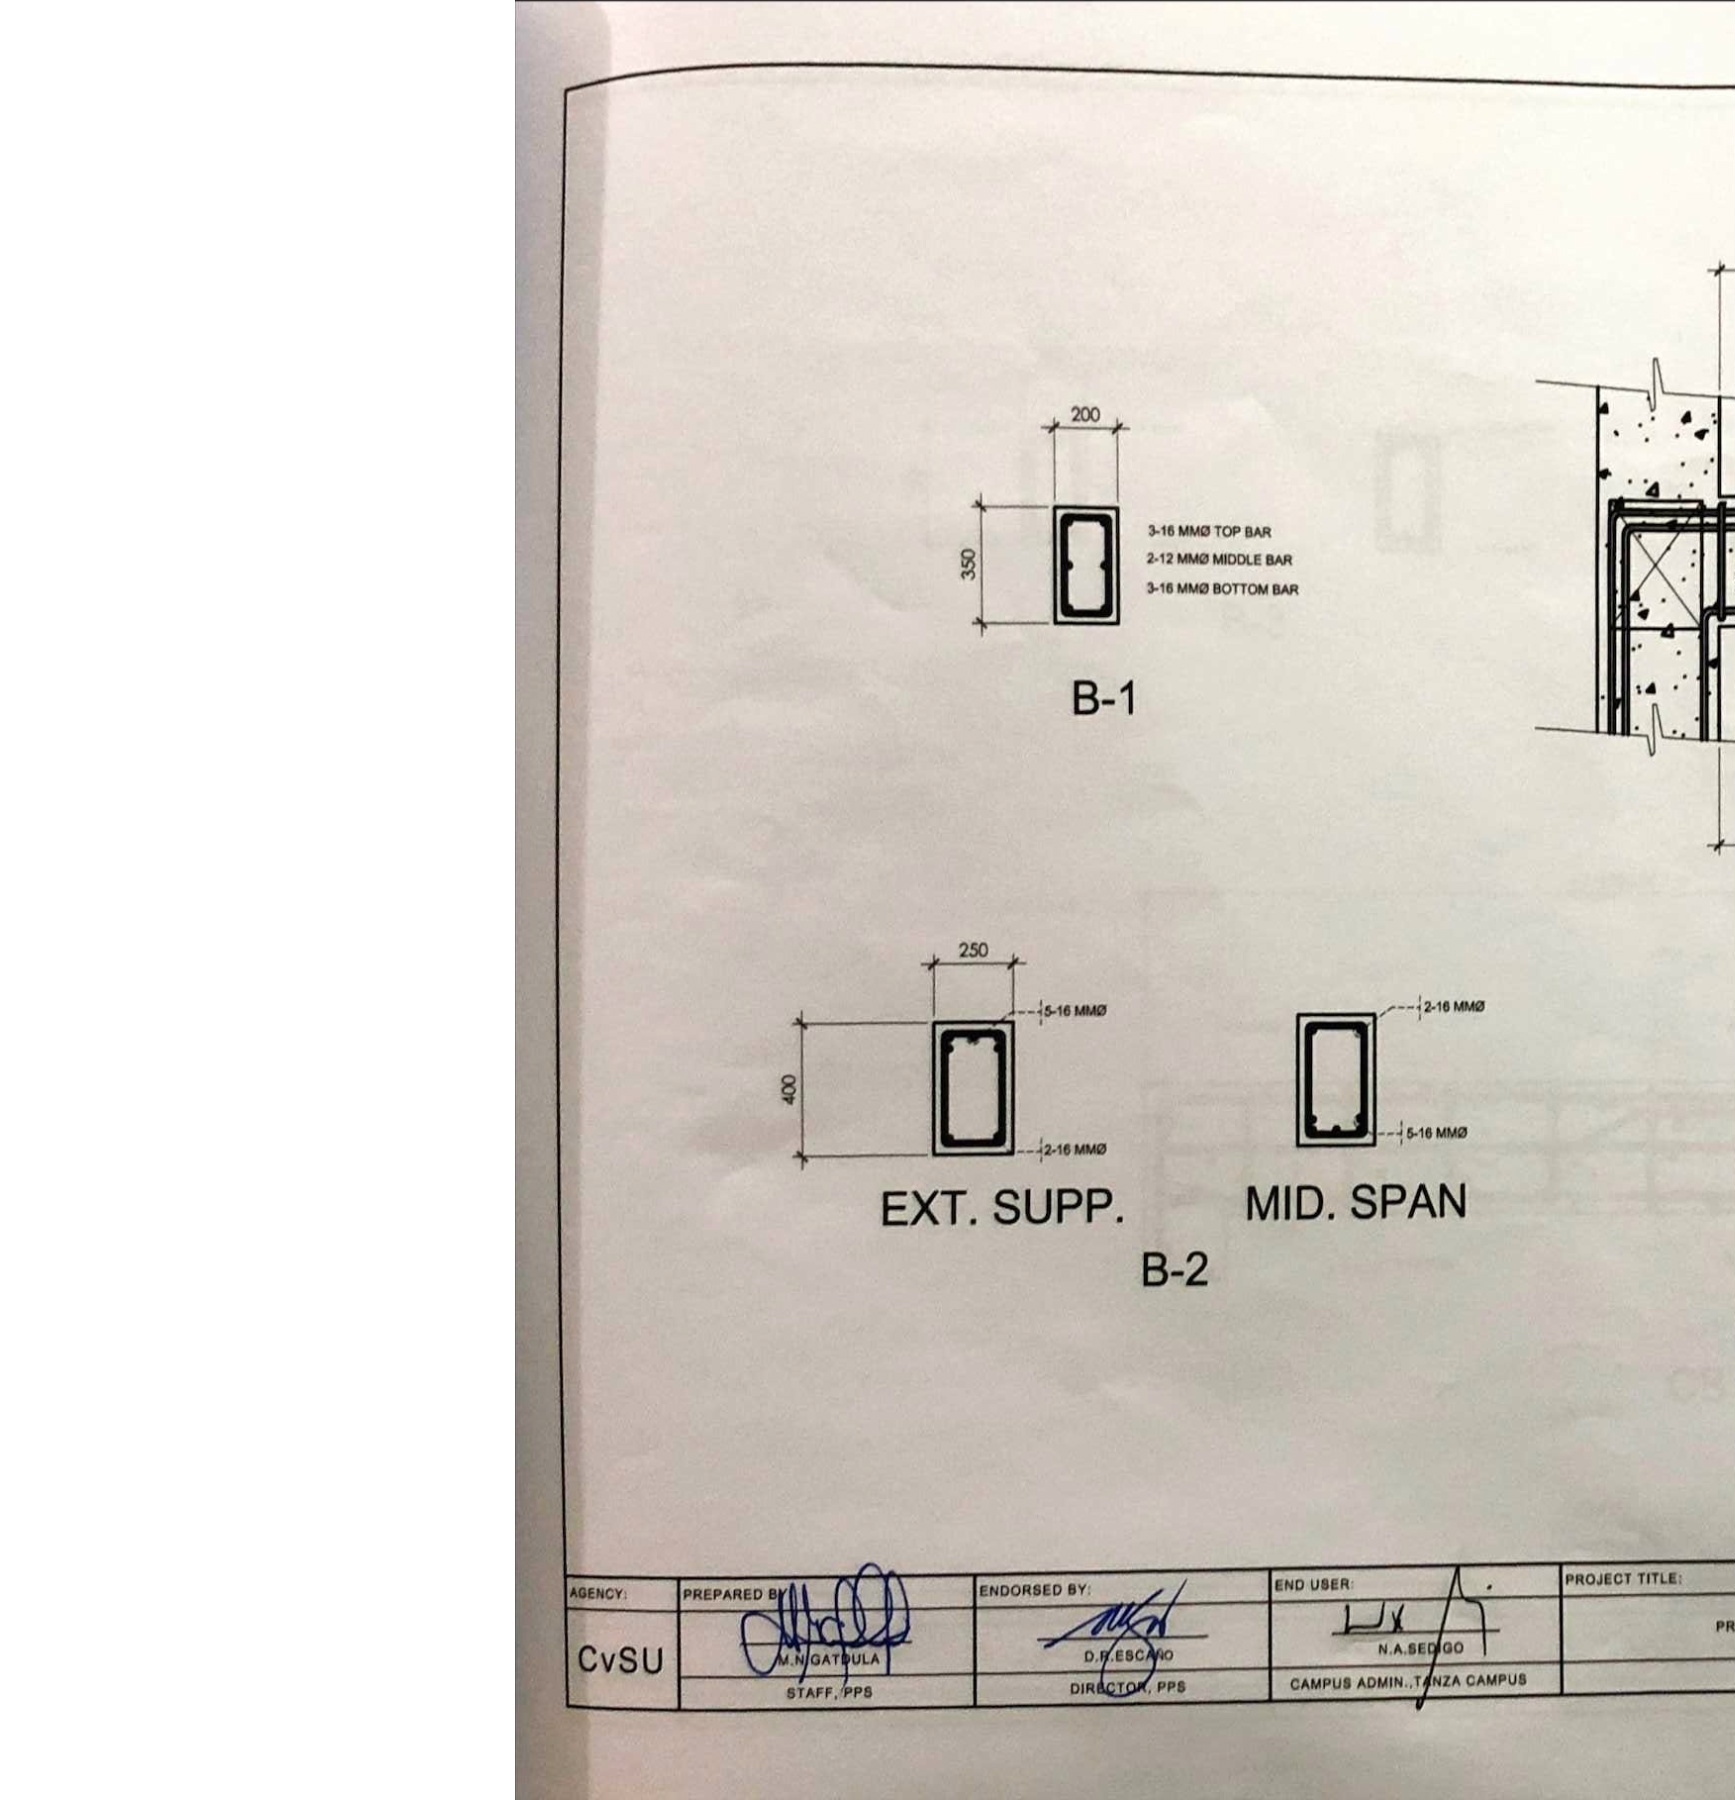 200
350
3-16 MMØ TOP BAR
2-12 MMØ MIDDLE BAR
3-16 MMØ BOTTOM BAR
B-1
250
400
5-16 MMØ
2-16 MMØ
2-16 MMØ
5-16 MMØ
EXT. SUPP.
MID. SPAN
B-2
AGENCY:
PREPARED BY
ENDORSED BY:
END USER:
PROJECT TITLE:
CvSU
M.N.GATDULA
D.R.ESCAÑO
N.A.SEDIGO
PR
STAFF, PPS
DIRECTOR, PPS
CAMPUS ADMIN.,TANZA CAMPUS